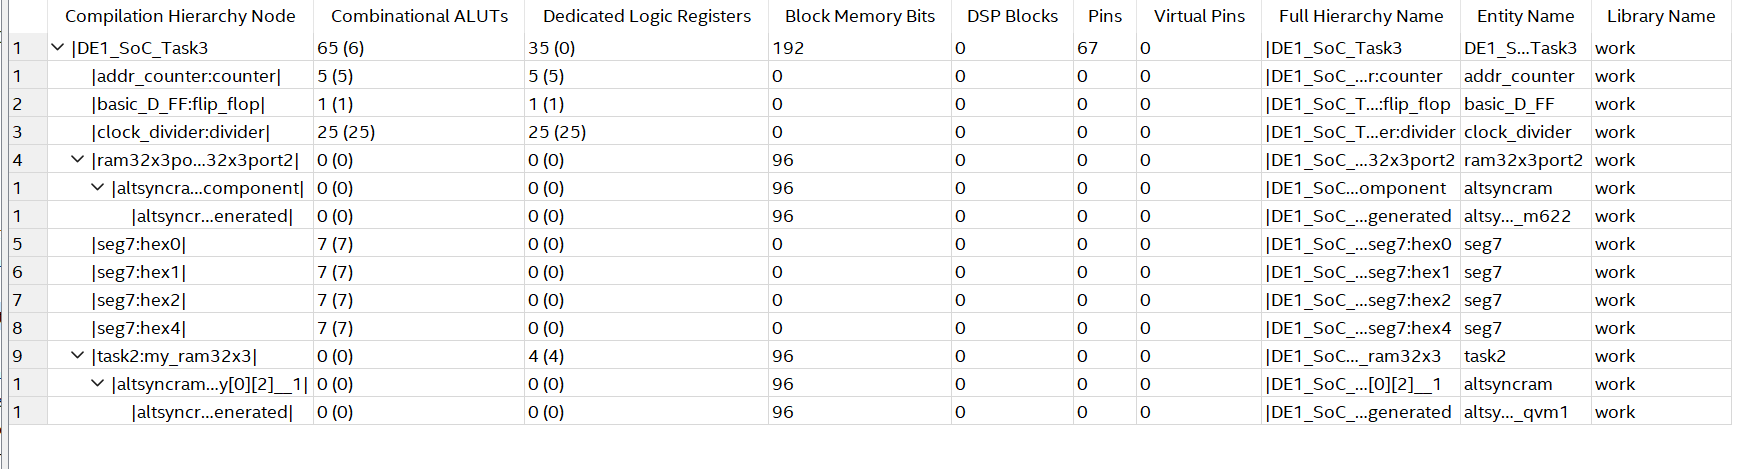 Compilation Hierarchy Node Combinational ALUTs Dedicated Logic Registers Block Memory Bits DSP Blocks Pins Virtual Pins Full Hierarchy Name Entity Name Library Name
1 |DE1_SoC_Task3 65 (6) 35 (0) 192 0 67 0 |DE1_SoC_Task3 DE1_S...Task3 work
1 |addr_counter:counter| 5 (5) 5 (5) 0 0 0 0 |DE1_SoC_...r:counter addr_counter work
2 |basic_D_FF:flip_flop| 1 (1) 1 (1) 0 0 0 0 |DE1_SoC_T...:flip_flop basic_D_FF work
3 |clock_divider:divider| 25 (25) 25 (25) 0 0 0 0 |DE1_SoC_T...er:divider clock_divider work
4 |ram32x3po...32x3port2| 0 (0) 0 (0) 96 0 0 0 |DE1_SoC_...32x3port2 ram32x3port2 work
1 |altsyncra...component| 0 (0) 0 (0) 96 0 0 0 |DE1_SoC...omponent altsyncram work
1 |altsyncr...enerated| 0 (0) 0 (0) 96 0 0 0 |DE1_SoC_...generated altsy..._m622 work
5 |seg7:hex0| 7 (7) 0 (0) 0 0 0 0 |DE1_SoC_...seg7:hex0 seg7 work
6 |seg7:hex1| 7 (7) 0 (0) 0 0 0 0 |DE1_SoC_...seg7:hex1 seg7 work
7 |seg7:hex2| 7 (7) 0 (0) 0 0 0 0 |DE1_SoC_...seg7:hex2 seg7 work
8 |seg7:hex4| 7 (7) 0 (0) 0 0 0 0 |DE1_SoC_...seg7:hex4 seg7 work
9 |task2:my_ram32x3| 0 (0) 4 (4) 96 0 0 0 |DE1_SoC..._ram32x3 task2 work
1 |altsyncram...y[0][2]__1| 0 (0) 0 (0) 96 0 0 0 |DE1_SoC_...[0][2]__1 altsyncram work
1 |altsyncr...enerated| 0 (0) 0 (0) 96 0 0 0 |DE1_SoC_...generated altsy..._qvm1 work